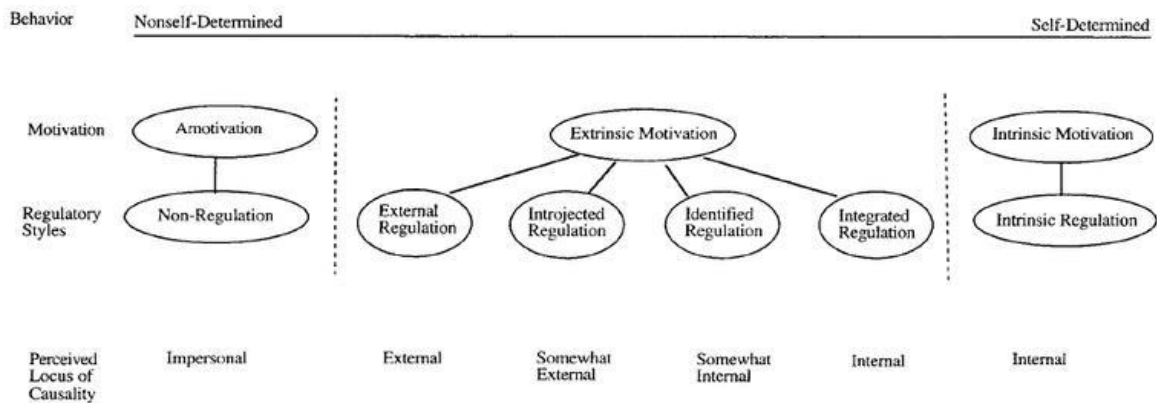 Behavior
Nonself-Determined
Self-Determined
Motivation
Amotivation
Extrinsic Motivation
Intrinsic Motivation
Regulatory
Styles
Non-Regulation
External
Regulation
Introjected
Regulation
Identified
Regulation
Integrated
Regulation
Intrinsic Regulation
Perceived
Locus of
Causality
Impersonal
External
Somewhat
External
Somewhat
Internal
Internal
Internal